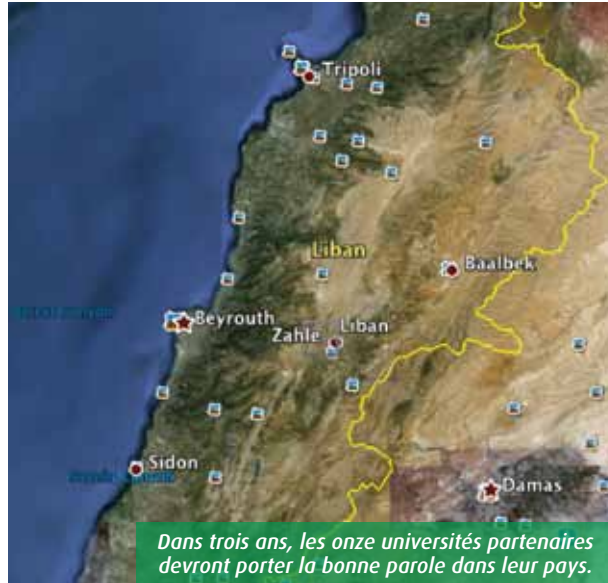 Tripoli
Liban
Baalbek
Beyrouth
Zahle Liban
Sidon
Damas
Dans trois ans, les onze universités partenaires
devront porter la bonne parole dans leur pays.